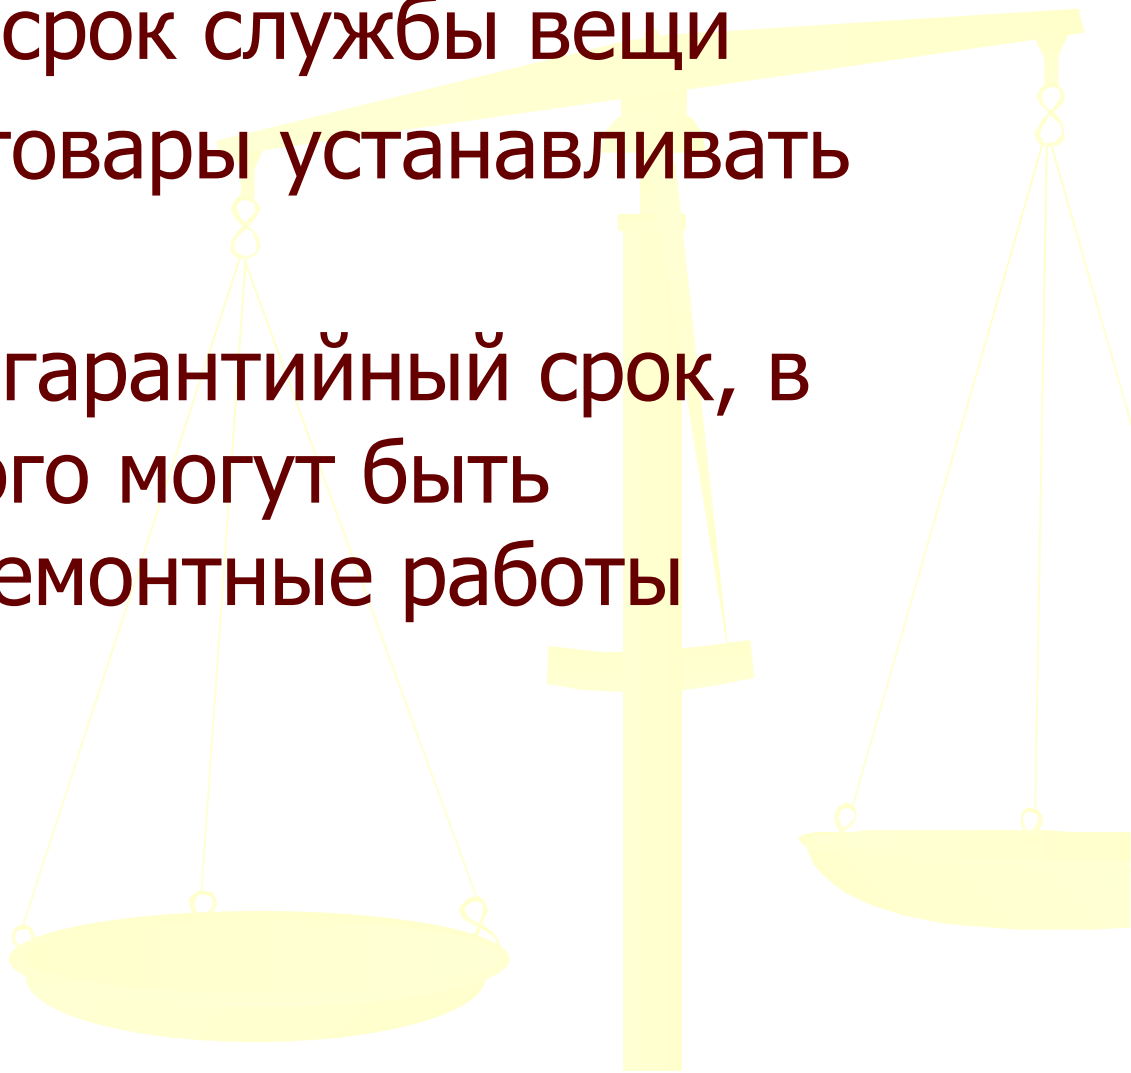 срок службы вещи
товары устанавливать
гарантийный срок, в
ого могут быть
емонтные работы